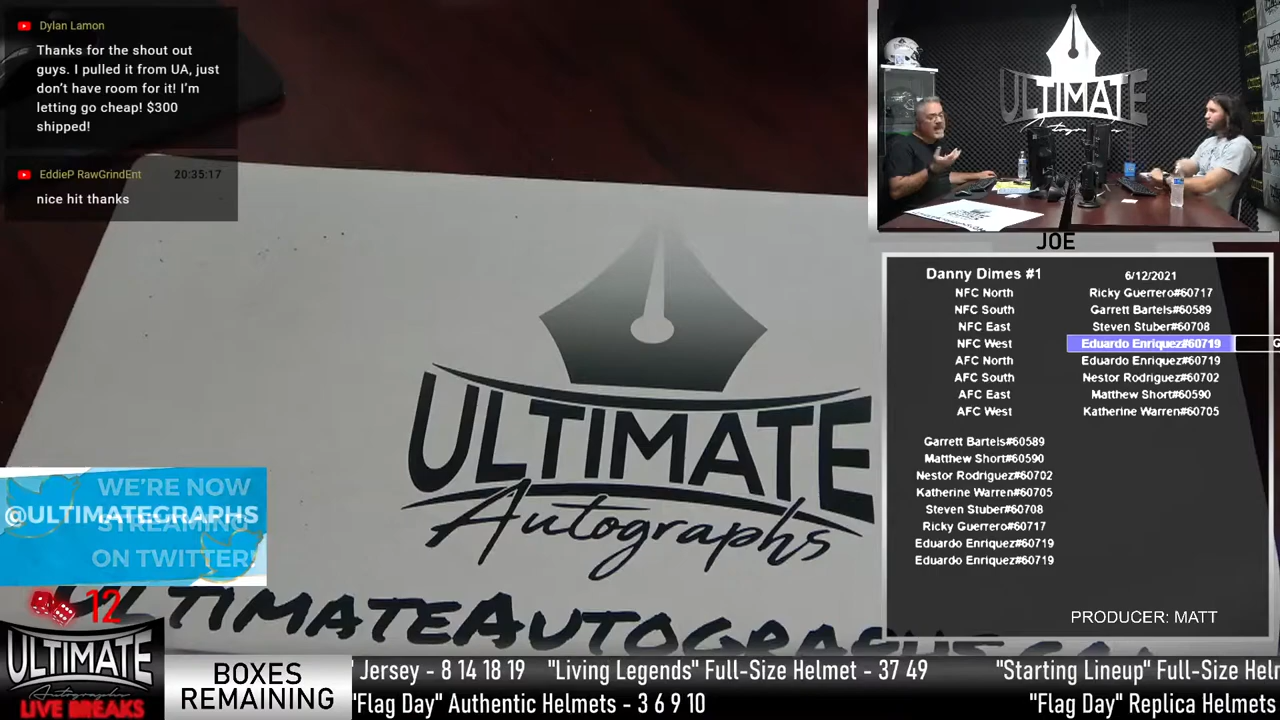 Dylan Lamon
Thanks for the shout out
guys. I pulled it from UA, just
don't have room for it! I'm
letting go cheap! $300
shipped!
EddieP RawGrindEnt 20:35:17
nice hit thanks
ULTIMATE
Autographs
ULTIMATEAUTOGRAPHS.CA
WE'RE NOW
@ULTIMATEGRAPHS
STREAMING
ON TWITTER!
12
ULTIMATE
Autographs
LIVE BREAKS
BOXES
REMAINING
Jersey - 8 14 18 19 "Living Legends" Full-Size Helmet - 37 49 "Starting Lineup" Full-Size Hel
"Flag Day" Authentic Helmets - 3 6 9 10 "Flag Day" Replica Helmets
ULTIMATE
Autographs
JOE
Danny Dimes #1 6/12/2021
NFC North Ricky Guerrero#60717
NFC South Garrett Bartels#60589
NFC East Steven Stuber#60708
NFC West Eduardo Enriquez#60719 G
AFC North Eduardo Enriquez#60719
AFC South Nestor Rodriguez#60702
AFC East Matthew Short#60590
AFC West Katherine Warren#60705
Garrett Bartels#60589
Matthew Short#60590
Nestor Rodriguez#60702
Katherine Warren#60705
Steven Stuber#60708
Ricky Guerrero#60717
Eduardo Enriquez#60719
Eduardo Enriquez#60719
PRODUCER: MATT